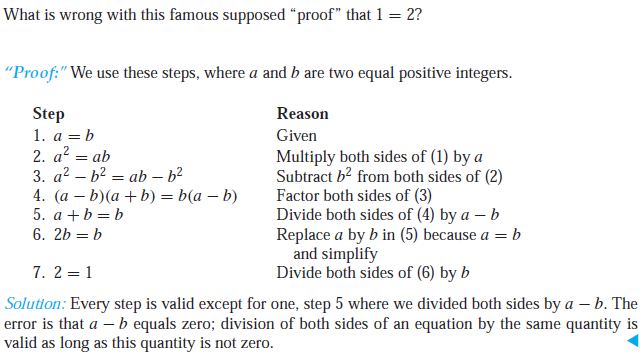 What is wrong with this famous supposed “proof” that 1 = 2?
“Proof:” We use these steps, where a and b are two equal positive integers.
Step Reason
1. a = b Given
2. a² = ab Multiply both sides of (1) by a
3. a² − b² = ab − b² Subtract b² from both sides of (2)
4. (a − b)(a + b) = b(a − b) Factor both sides of (3)
5. a + b = b Divide both sides of (4) by a − b
6. 2b = b Replace a by b in (5) because a = b
and simplify
7. 2 = 1 Divide both sides of (6) by b
Solution: Every step is valid except for one, step 5 where we divided both sides by a − b. The
error is that a − b equals zero; division of both sides of an equation by the same quantity is
valid as long as this quantity is not zero.